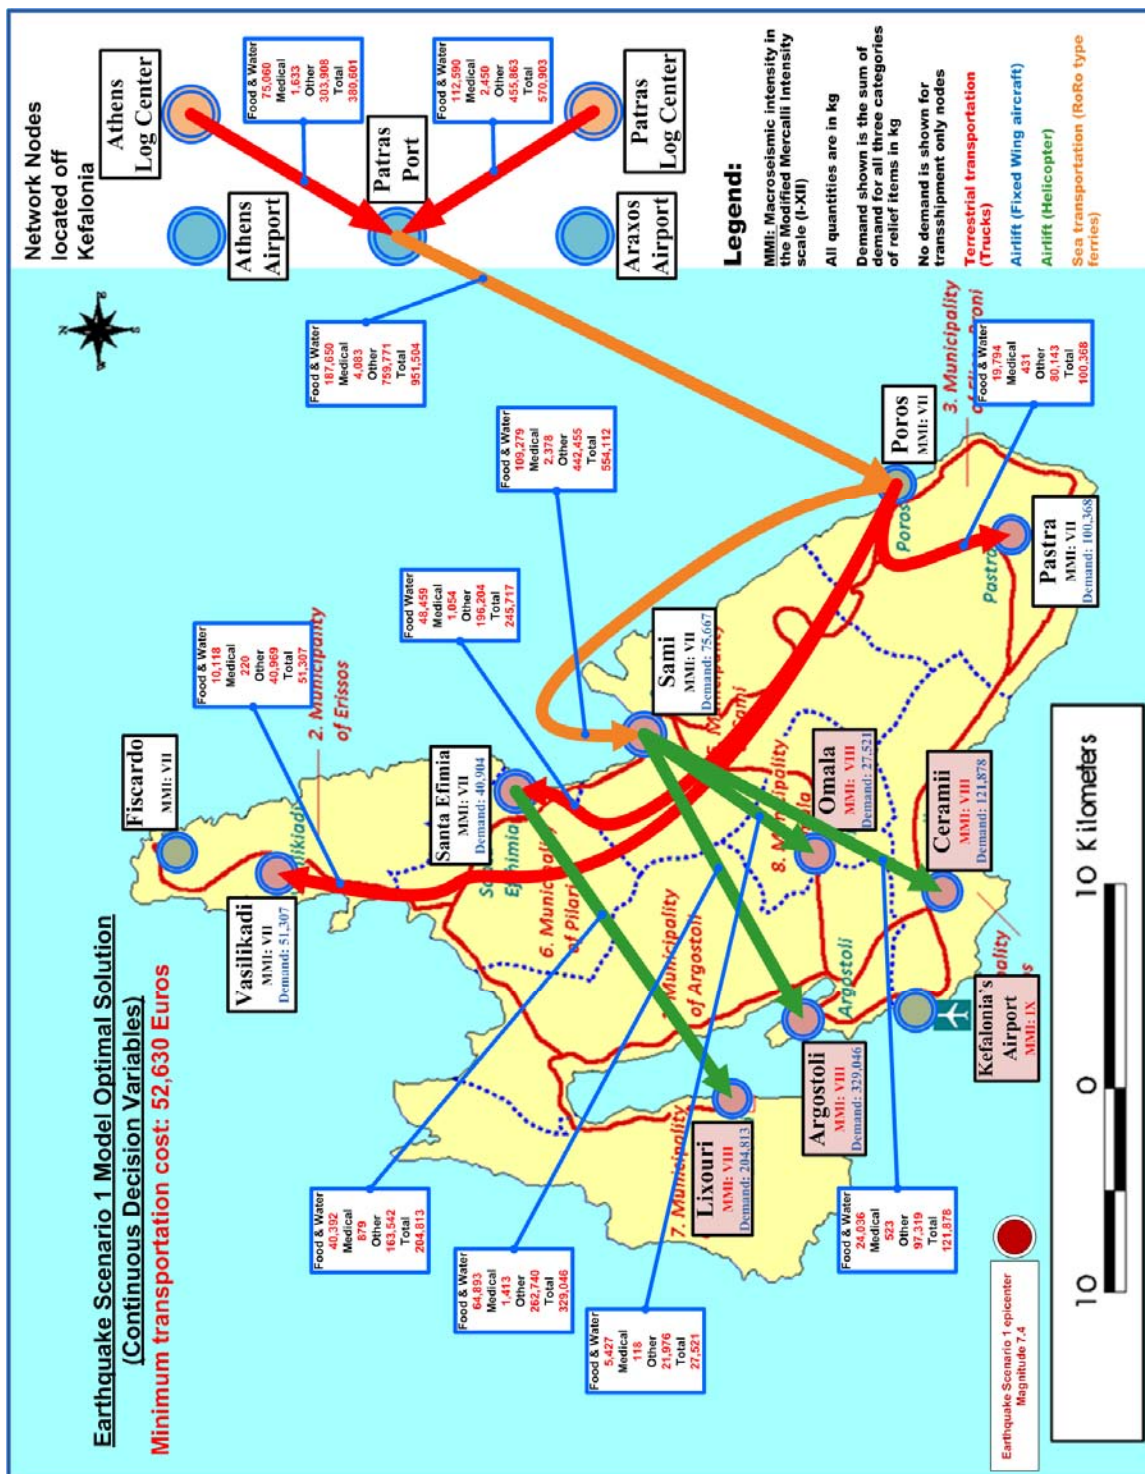 Earthquake Scenario 1 Model Optimal Solution
(Continuous Decision Variables)
Minimum transportation cost: 52,630 Euros
Network Nodes
located off
Kefalonia
Athens
Log Center
Athens
Airport
Patras
Port
Patras
Log Center
Araxos
Airport
Food & Water
75,060
Medical
1,633
Other
303,908
Total
380,601
Food & Water
112,590
Medical
2,450
Other
455,863
Total
570,903
Food & Water
187,650
Medical
4,083
Other
759,771
Total
951,504
Food & Water
109,279
Medical
2,378
Other
442,455
Total
554,112
Food Water
48,459
Medical
1,054
Other
196,204
Total
245,717
Food & Water
10,118
Medical
220
Other
40,969
Total
51,307
Food & Water
19,794
Medical
431
Other
80,143
Total
100,368
Food & Water
40,392
Medical
879
Other
163,542
Total
204,813
Food & Water
64,893
Medical
1,413
Other
262,740
Total
329,046
Food & Water
5,427
Medical
118
Other
21,976
Total
27,521
Food & Water
24,036
Medical
523
Other
97,319
Total
121,878
Fiscardo
MMI: VII
Vasilikadi
MMI: VII
Demand: 51,307
Santa Efimia
MMI: VII
Demand: 40,904
Sami
MMI: VII
Demand: 75,667
Poros
MMI: VII
Pastra
MMI: VII
Demand: 100,368
Omala
MMI: VIII
Demand: 27,521
Ceramii
MMI: VIII
Demand: 121,878
Kefalonia's
Airport
MMI: IX
Argostoli
MMI: VIII
Demand: 329,046
Lixouri
MMI: VIII
Demand: 204,813
2. Municipality
of Erissos
3. Municipality
6. Municipality
of Pilari
Municipality
of Argostoli
7. Municipality
8. Municipality
Efthimia
Argostoli
Poros
Legend:
MMI: Macroseismic intensity in
the Modified Mercalli Intensity
scale (I-XII)
All quantities are in kg
Demand shown is the sum of
demand for all three categories
of relief items in kg
No demand is shown for
transshipment only nodes
Terrestrial transportation
(Trucks)
Airlift (Fixed Wing aircraft)
Airlift (Helicopter)
Sea transportation (RoRo type
ferries)
Earthquake Scenario 1 epicenter
Magnitude 7.4
10 0 10 Kilometers